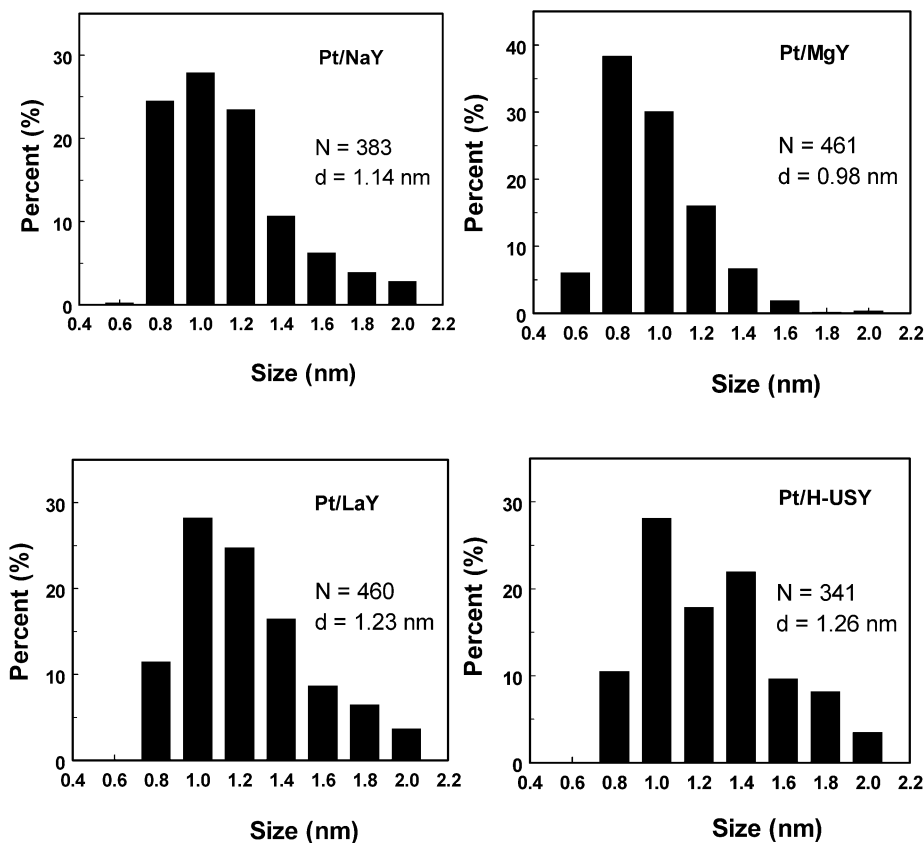 Pt/NaY
N = 383
d = 1.14 nm
Percent (%)
30
20
10
0
0.4 0.6 0.8 1.0 1.2 1.4 1.6 1.8 2.0 2.2
Size (nm)
Pt/MgY
N = 461
d = 0.98 nm
Percent (%)
40
30
20
10
0
0.4 0.6 0.8 1.0 1.2 1.4 1.6 1.8 2.0 2.2
Size (nm)
Pt/LaY
N = 460
d = 1.23 nm
Percent (%)
30
20
10
0
0.4 0.6 0.8 1.0 1.2 1.4 1.6 1.8 2.0 2.2
Size (nm)
Pt/H-USY
N = 341
d = 1.26 nm
Percent (%)
30
20
10
0
0.4 0.6 0.8 1.0 1.2 1.4 1.6 1.8 2.0 2.2
Size (nm)